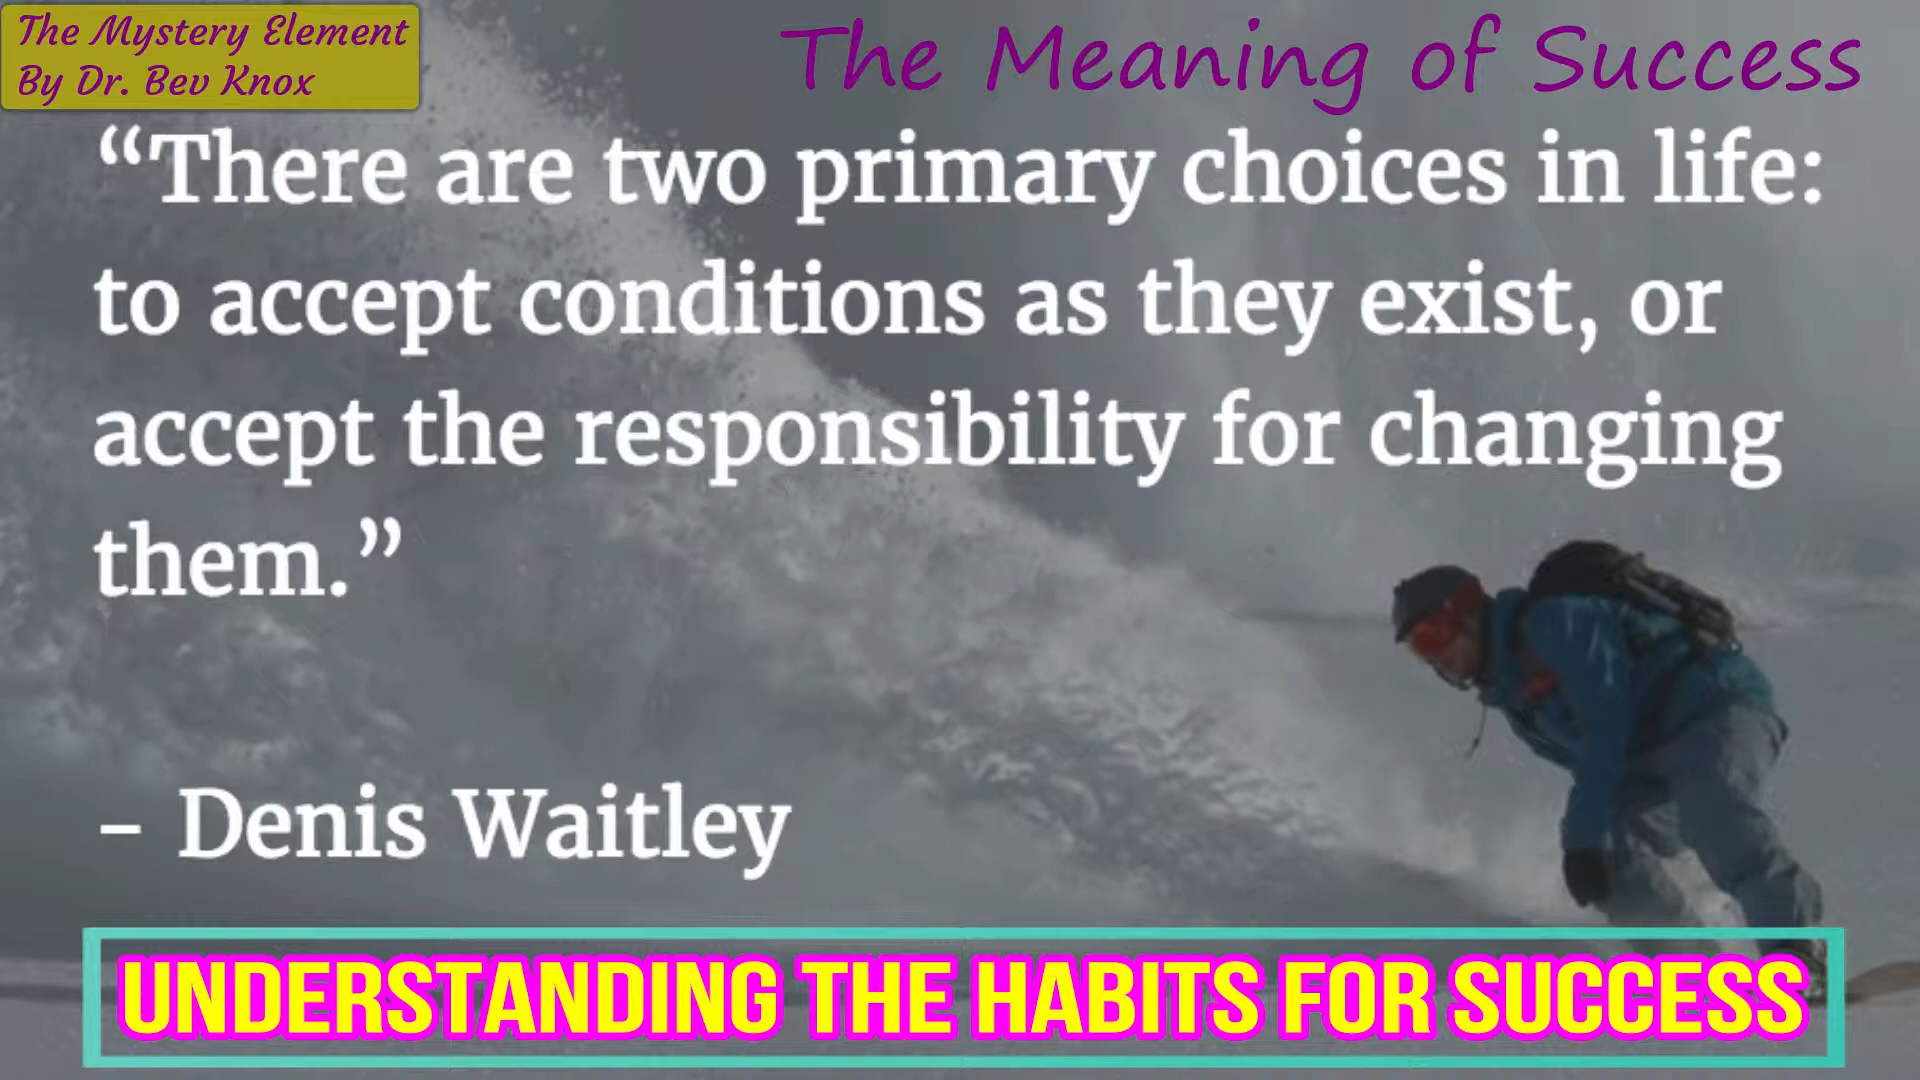 The Mystery Element
By Dr. Bev Knox
The Meaning of Success
“There are two primary choices in life:
to accept conditions as they exist, or
accept the responsibility for changing
them.”
– Denis Waitley
UNDERSTANDING THE HABITS FOR SUCCESS